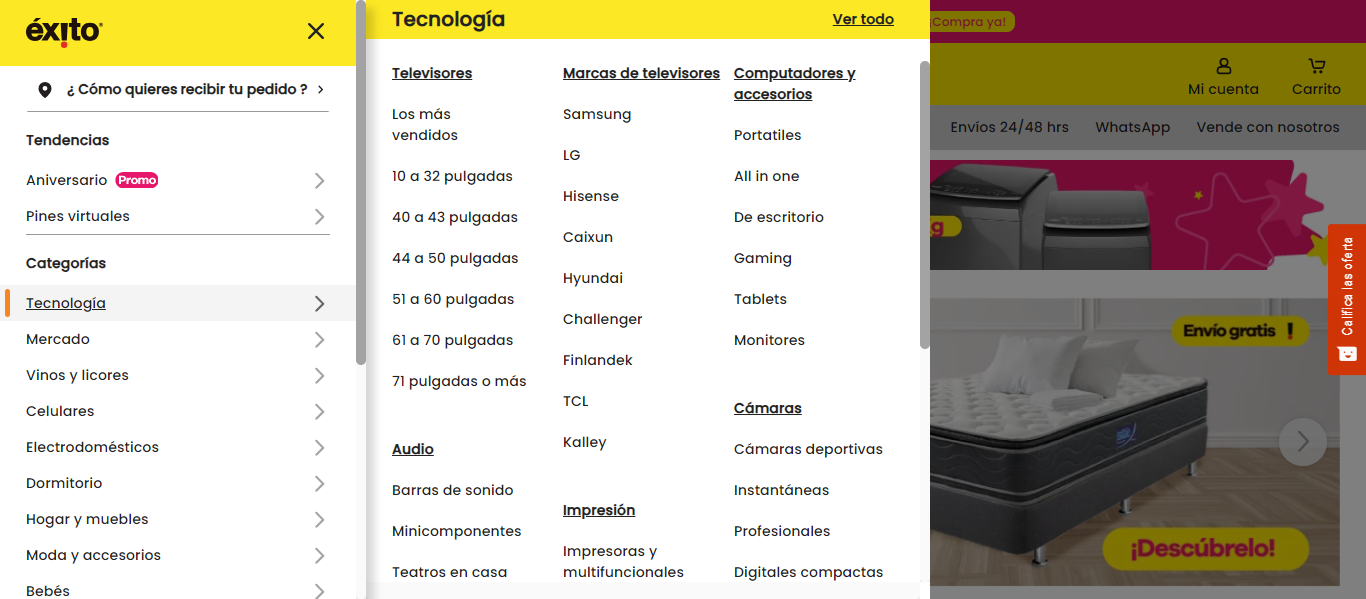 éxito
¿ Cómo quieres recibir tu pedido ?
Tendencias
Aniversario Promo
Pines virtuales
Categorías
Tecnología
Mercado
Vinos y licores
Celulares
Electrodomésticos
Dormitorio
Hogar y muebles
Moda y accesorios
Bebés
Tecnología
Ver todo
Televisores
Los más
vendidos
10 a 32 pulgadas
40 a 43 pulgadas
44 a 50 pulgadas
51 a 60 pulgadas
61 a 70 pulgadas
71 pulgadas o más
Audio
Barras de sonido
Minicomponentes
Teatros en casa
Marcas de televisores
Samsung
LG
Hisense
Caixun
Hyundai
Challenger
Finlandek
TCL
Kalley
Impresión
Impresoras y
multifuncionales
Computadores y
accesorios
Portatiles
All in one
De escritorio
Gaming
Tablets
Monitores
Cámaras
Cámaras deportivas
Instantáneas
Profesionales
Digitales compactas
¡Compra ya!
Mi cuenta
Carrito
Envíos 24/48 hrs
WhatsApp
Vende con nosotros
Envío gratis !
¡Descúbrelo!
Califica las oferta